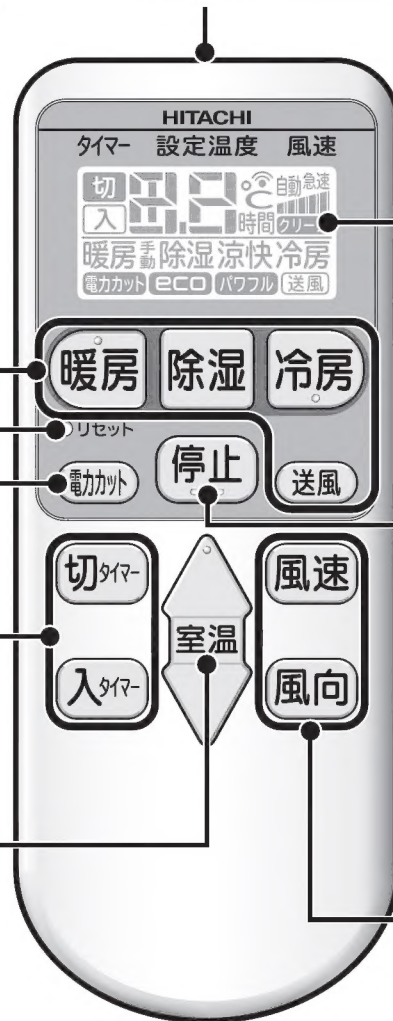 HITACHI
タイマー 設定温度 風速
切 8.8 ℃ 自動 急速
入 時間 クリーン
暖房 手動 除湿 涼快 冷房
電力カット eco パワフル 送風
暖房 除湿 冷房
リセット
電力カット 停止 送風
切タイマー 風速
室温
入タイマー 風向